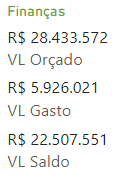 Finanças
R$ 28.433.572
VL Orçado
R$ 5.926.021
VL Gasto
R$ 22.507.551
VL Saldo